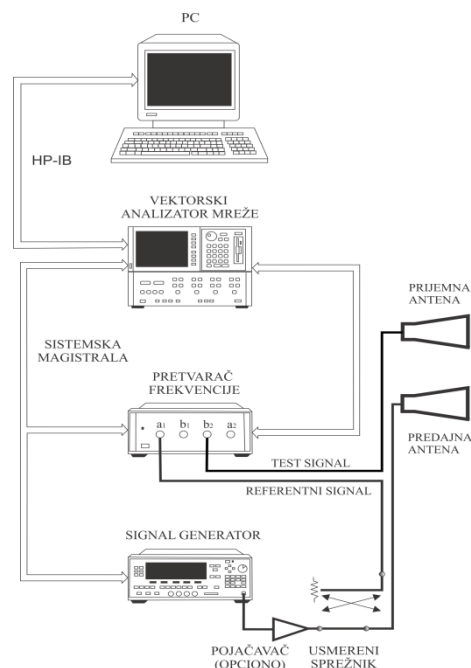 PC
HP-IB
VEKTORSKI
ANALIZATOR MREŽE
PRIJEMNA
ANTENA
SISTEMSKA
MAGISTRALA
PRETVARAČ
FREKVENCIJE
a1 b1 b2 a2
PREDAJNA
ANTENA
TEST SIGNAL
REFERENTNI SIGNAL
SIGNAL GENERATOR
POJAČAVAČ
(OPCIONO)
USMERENI
SPREŽNIK